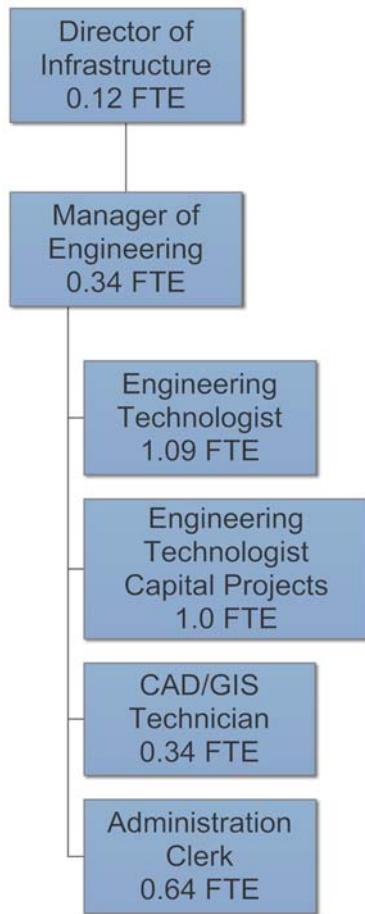 Director of
Infrastructure
0.12 FTE
Manager of
Engineering
0.34 FTE
Engineering
Technologist
1.09 FTE
Engineering
Technologist
Capital Projects
1.0 FTE
CAD/GIS
Technician
0.34 FTE
Administration
Clerk
0.64 FTE